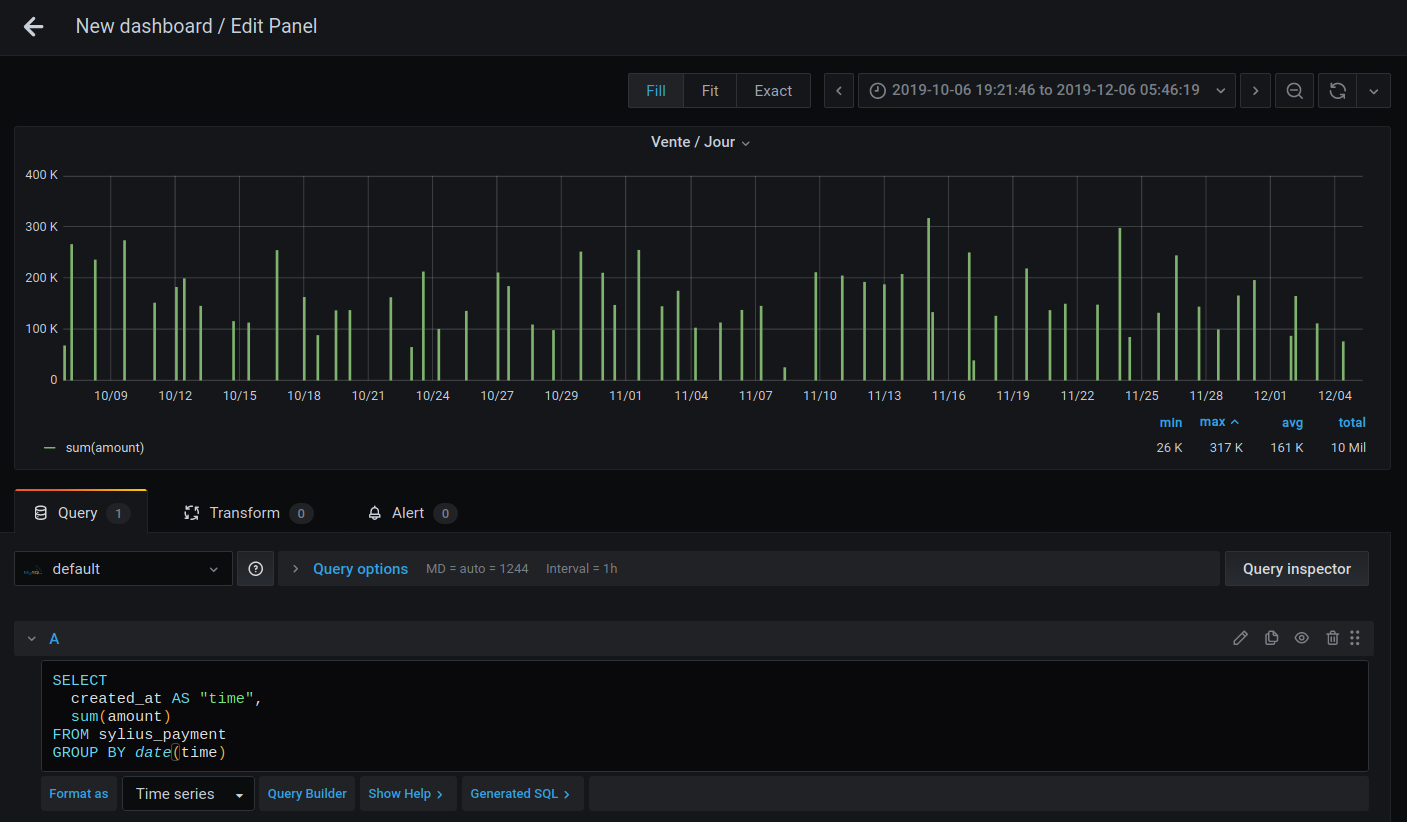 New dashboard / Edit Panel
Fill Fit Exact 2019-10-06 19:21:46 to 2019-12-06 05:46:19
Vente / Jour
400 K
300 K
200 K
100 K
0
10/09 10/12 10/15 10/18 10/21 10/24 10/27 10/29 11/01 11/04 11/07 11/10 11/13 11/16 11/19 11/22 11/25 11/28 12/01 12/04
min max avg total
sum(amount) 26 K 317 K 161 K 10 Mil
Query 1 Transform 0 Alert 0
default Query options MD = auto = 1244 Interval = 1h Query inspector
A
SELECT
created_at AS "time",
sum(amount)
FROM sylius_payment
GROUP BY date(time)
Format as Time series Query Builder Show Help Generated SQL